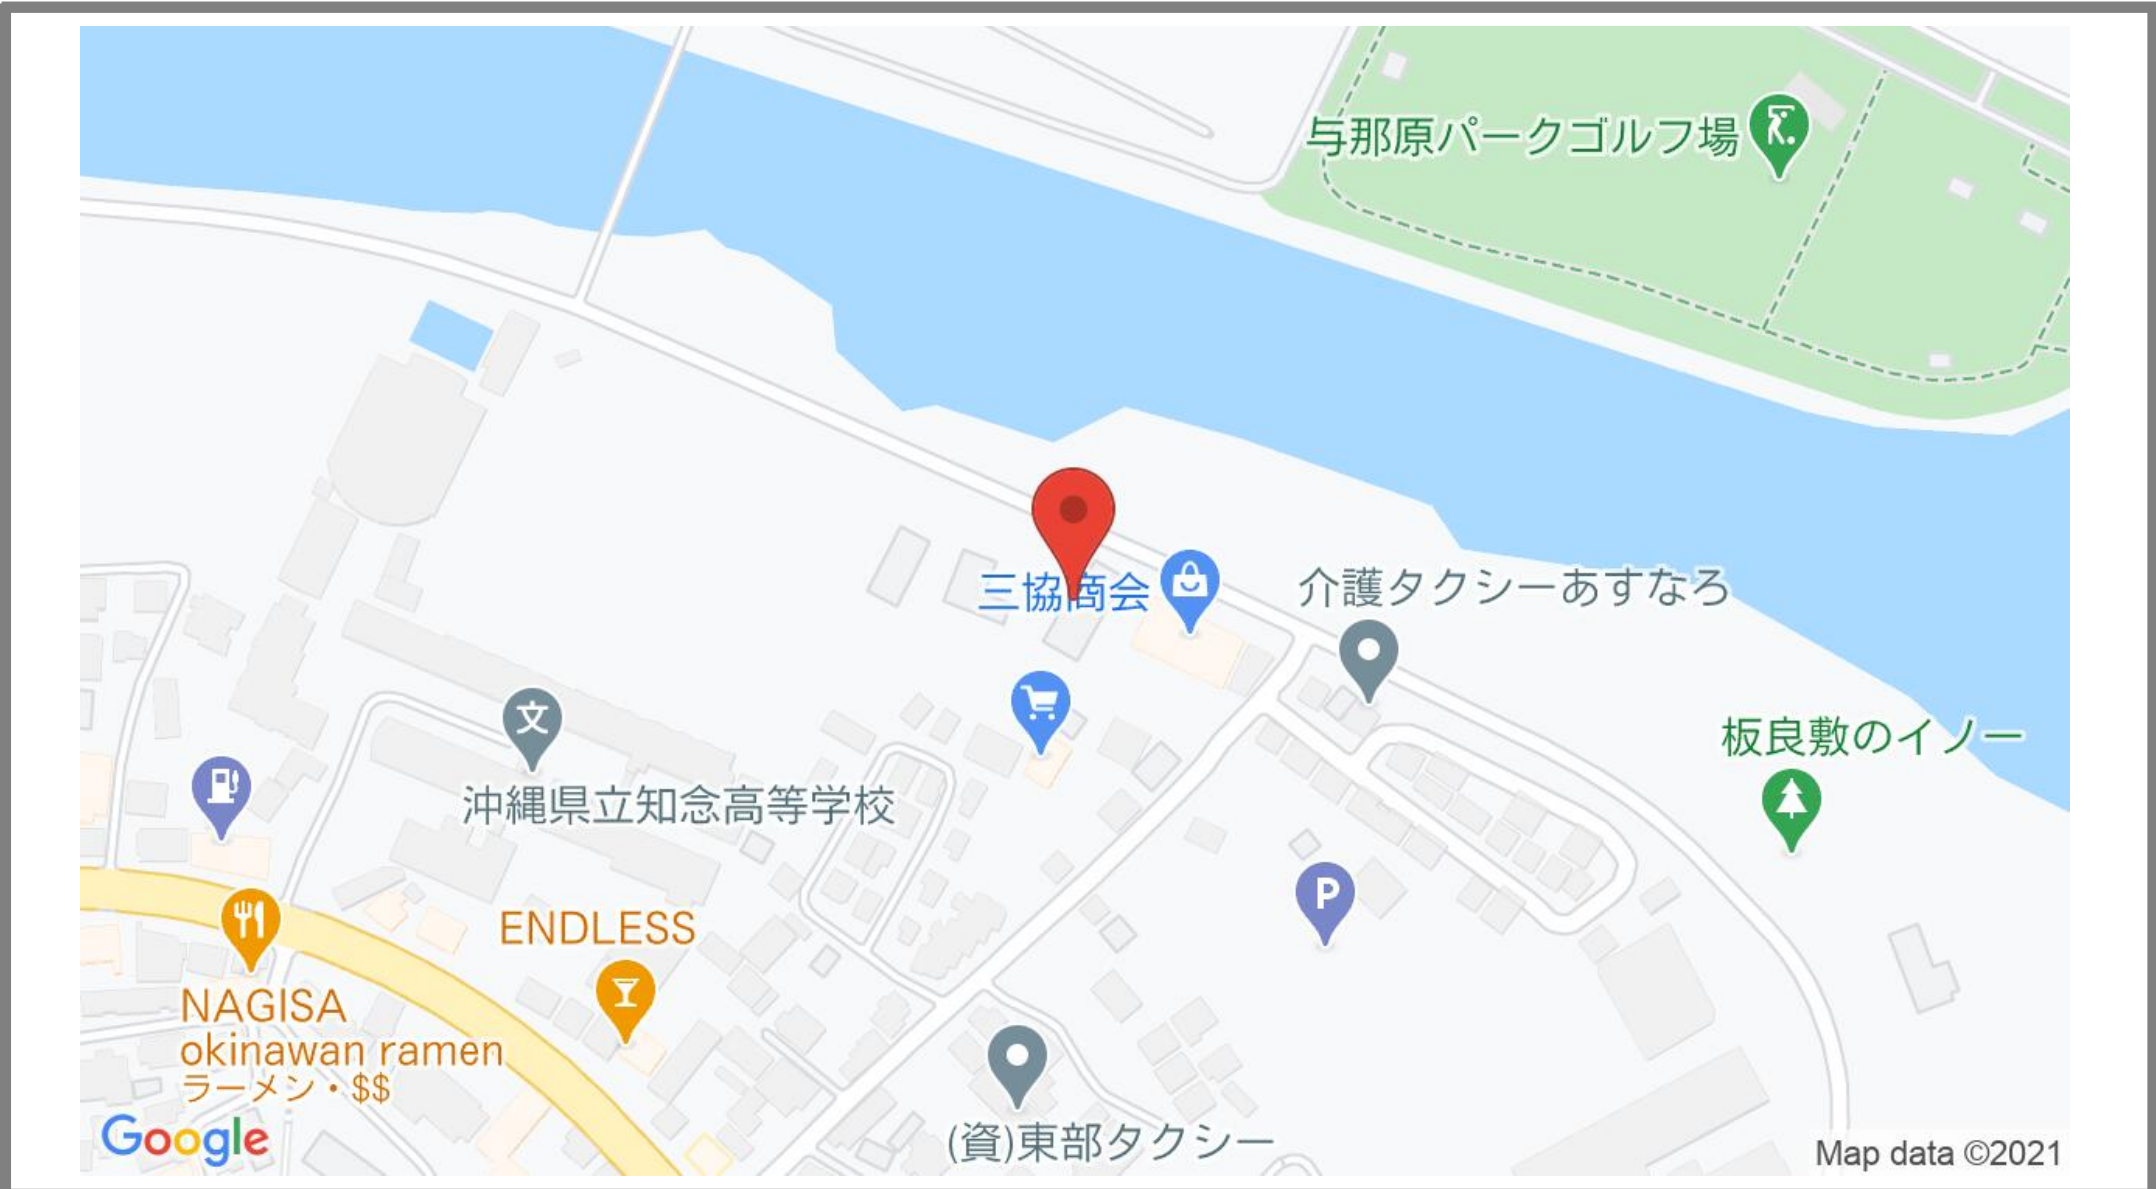 与那原パークゴルフ場
三協商会
介護タクシーあすなろ
板良敷のイノー
文
沖縄県立知念高等学校
P
ENDLESS
NAGISA
okinawan ramen
ラーメン・$$
(資)東部タクシー
Google
Map data ©2021